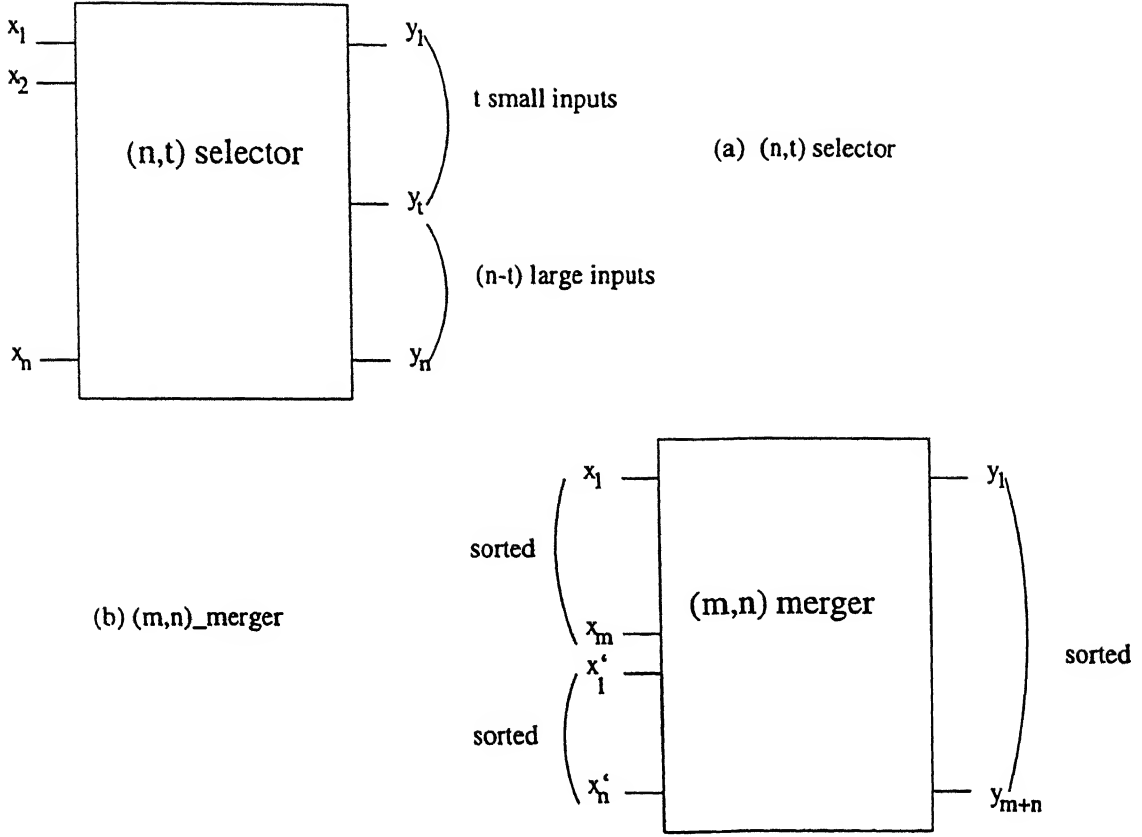 x1
y1
x2
t small inputs
(n,t) selector
(a) (n,t) selector
yt
(n-t) large inputs
xn
yn
x1
y1
sorted
(m,n) merger
(b) (m,n)_merger
xm
x‘1
sorted
sorted
x‘n
ym+n